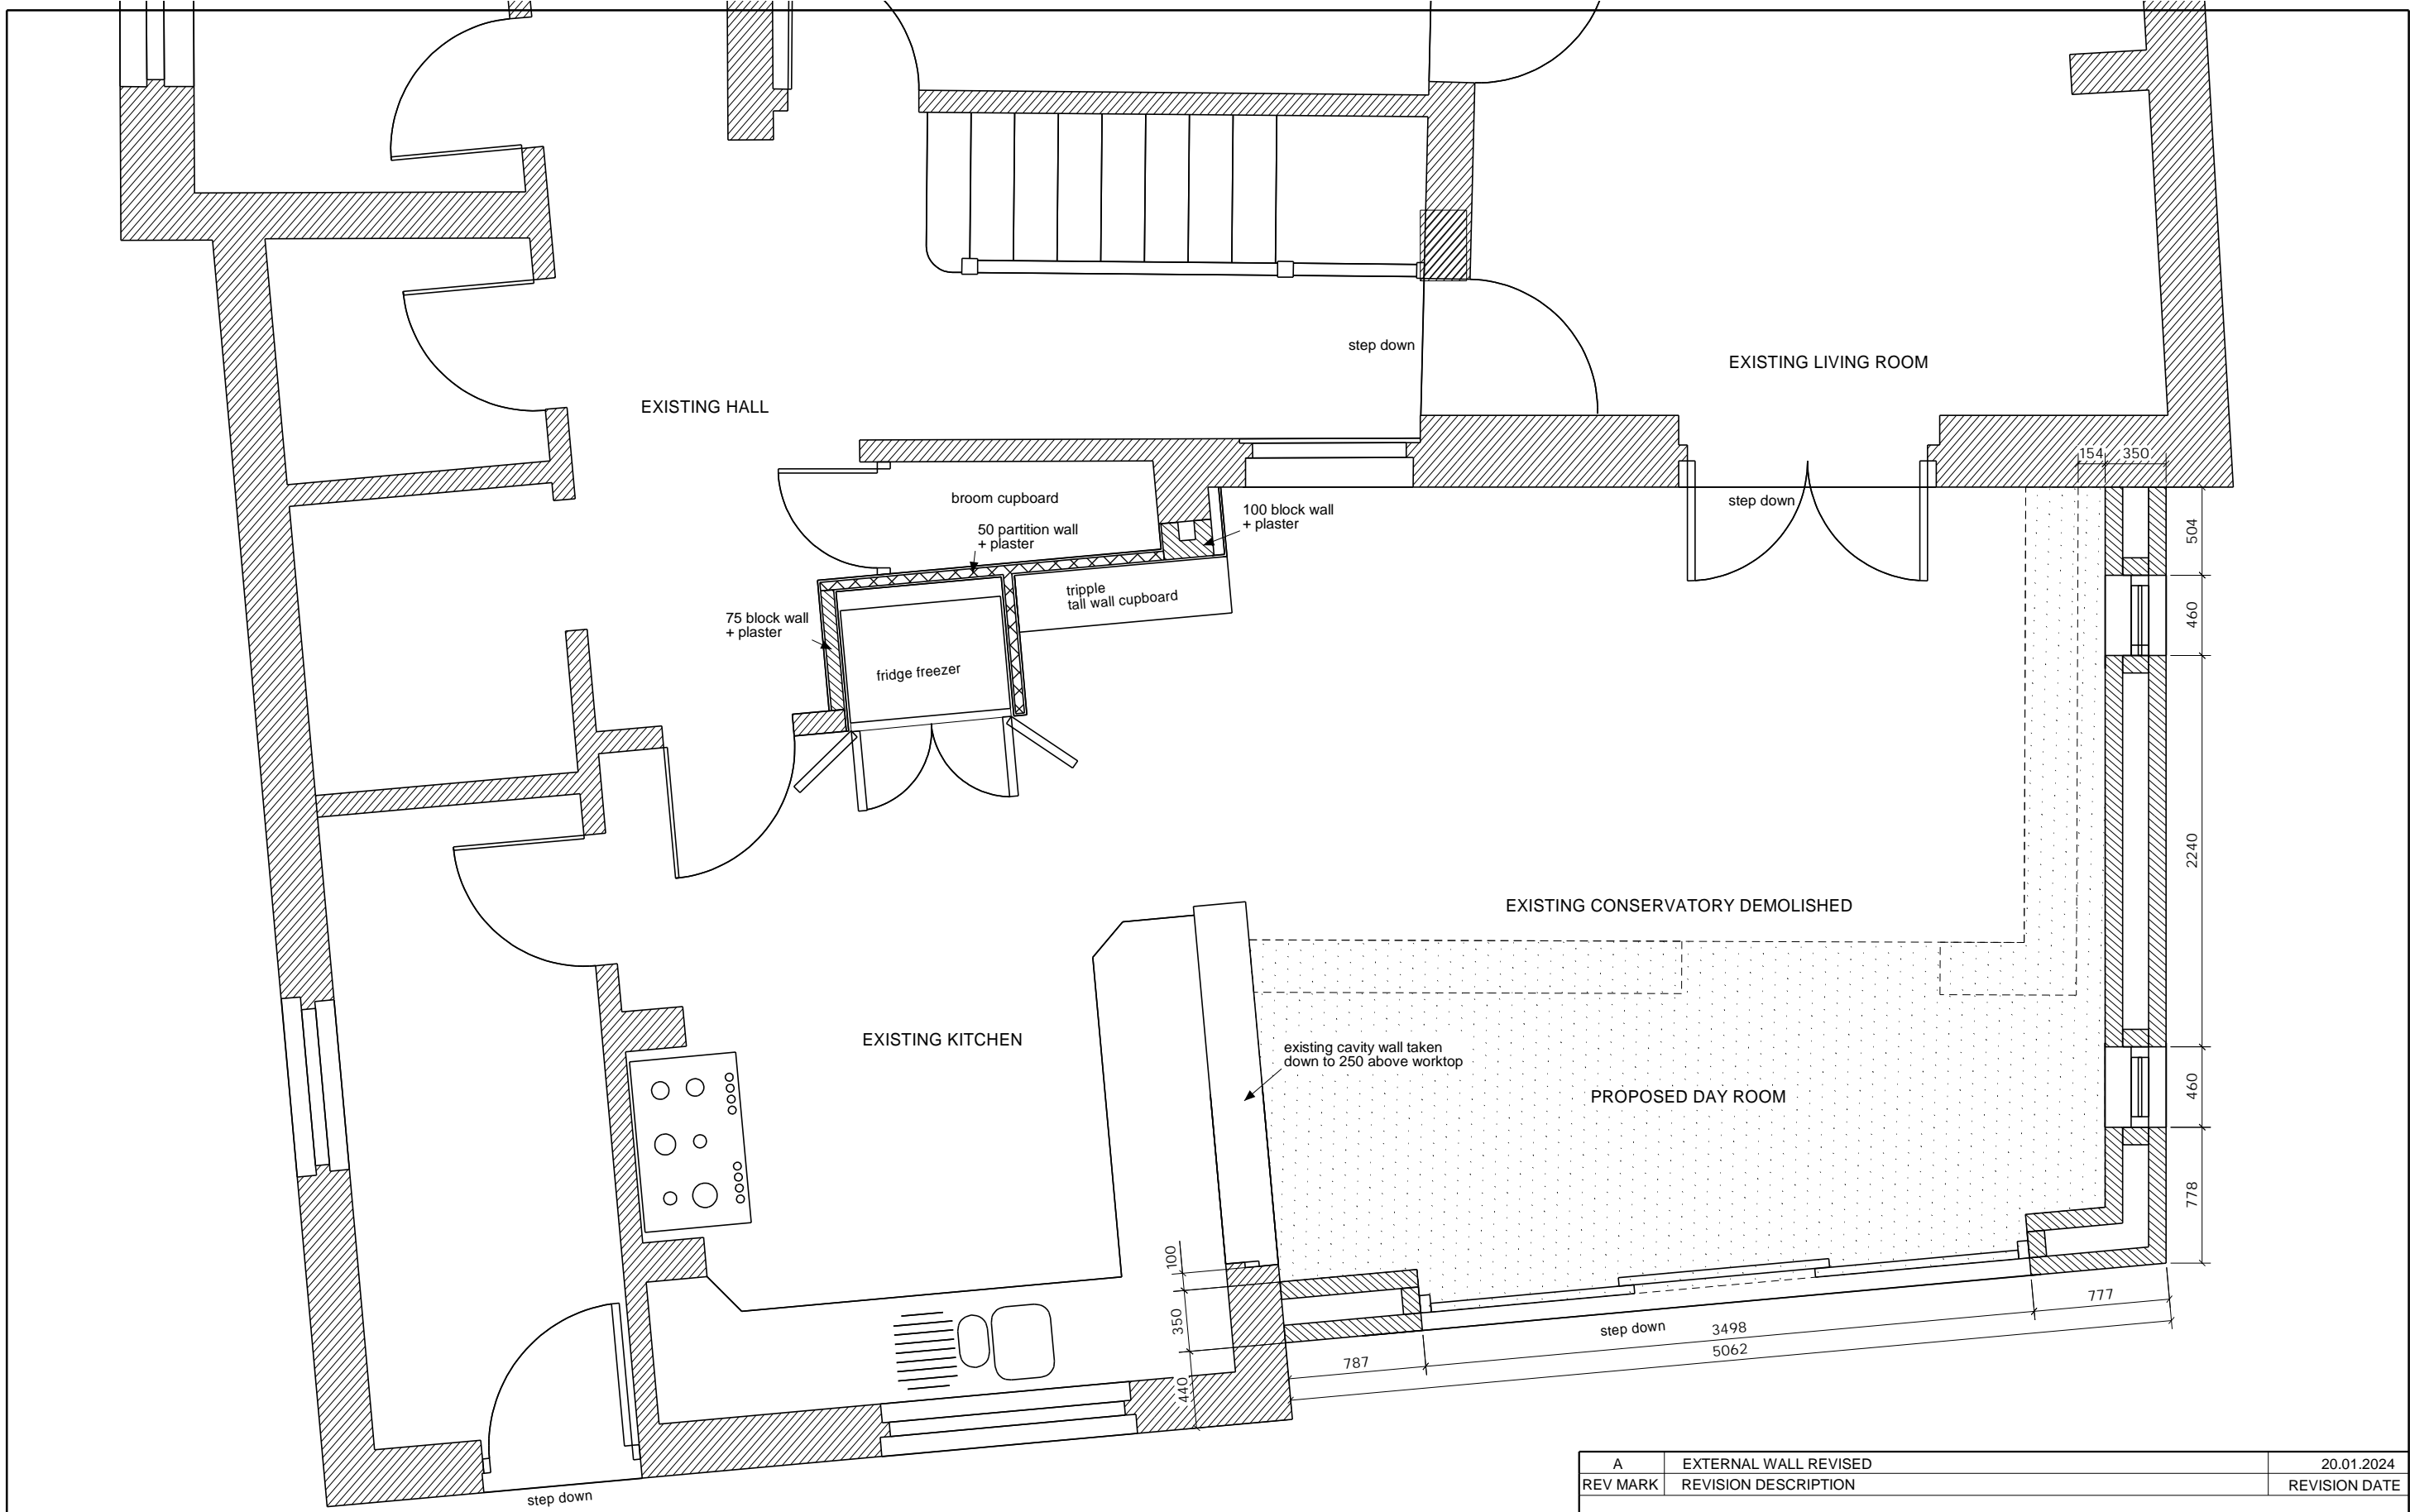 step down
EXISTING LIVING ROOM
EXISTING HALL
154
350
broom cupboard
step down
100 block wall
+ plaster
504
50 partition wall
+ plaster
tripple
tall wall cupboard
75 block wall
+ plaster
460
fridge freezer
2240
EXISTING CONSERVATORY DEMOLISHED
EXISTING KITCHEN
existing cavity wall taken
down to 250 above worktop
PROPOSED DAY ROOM
460
778
100
350
440
777
step down
3498
5062
787
step down
A
EXTERNAL WALL REVISED
20.01.2024
REV MARK
REVISION DESCRIPTION
REVISION DATE